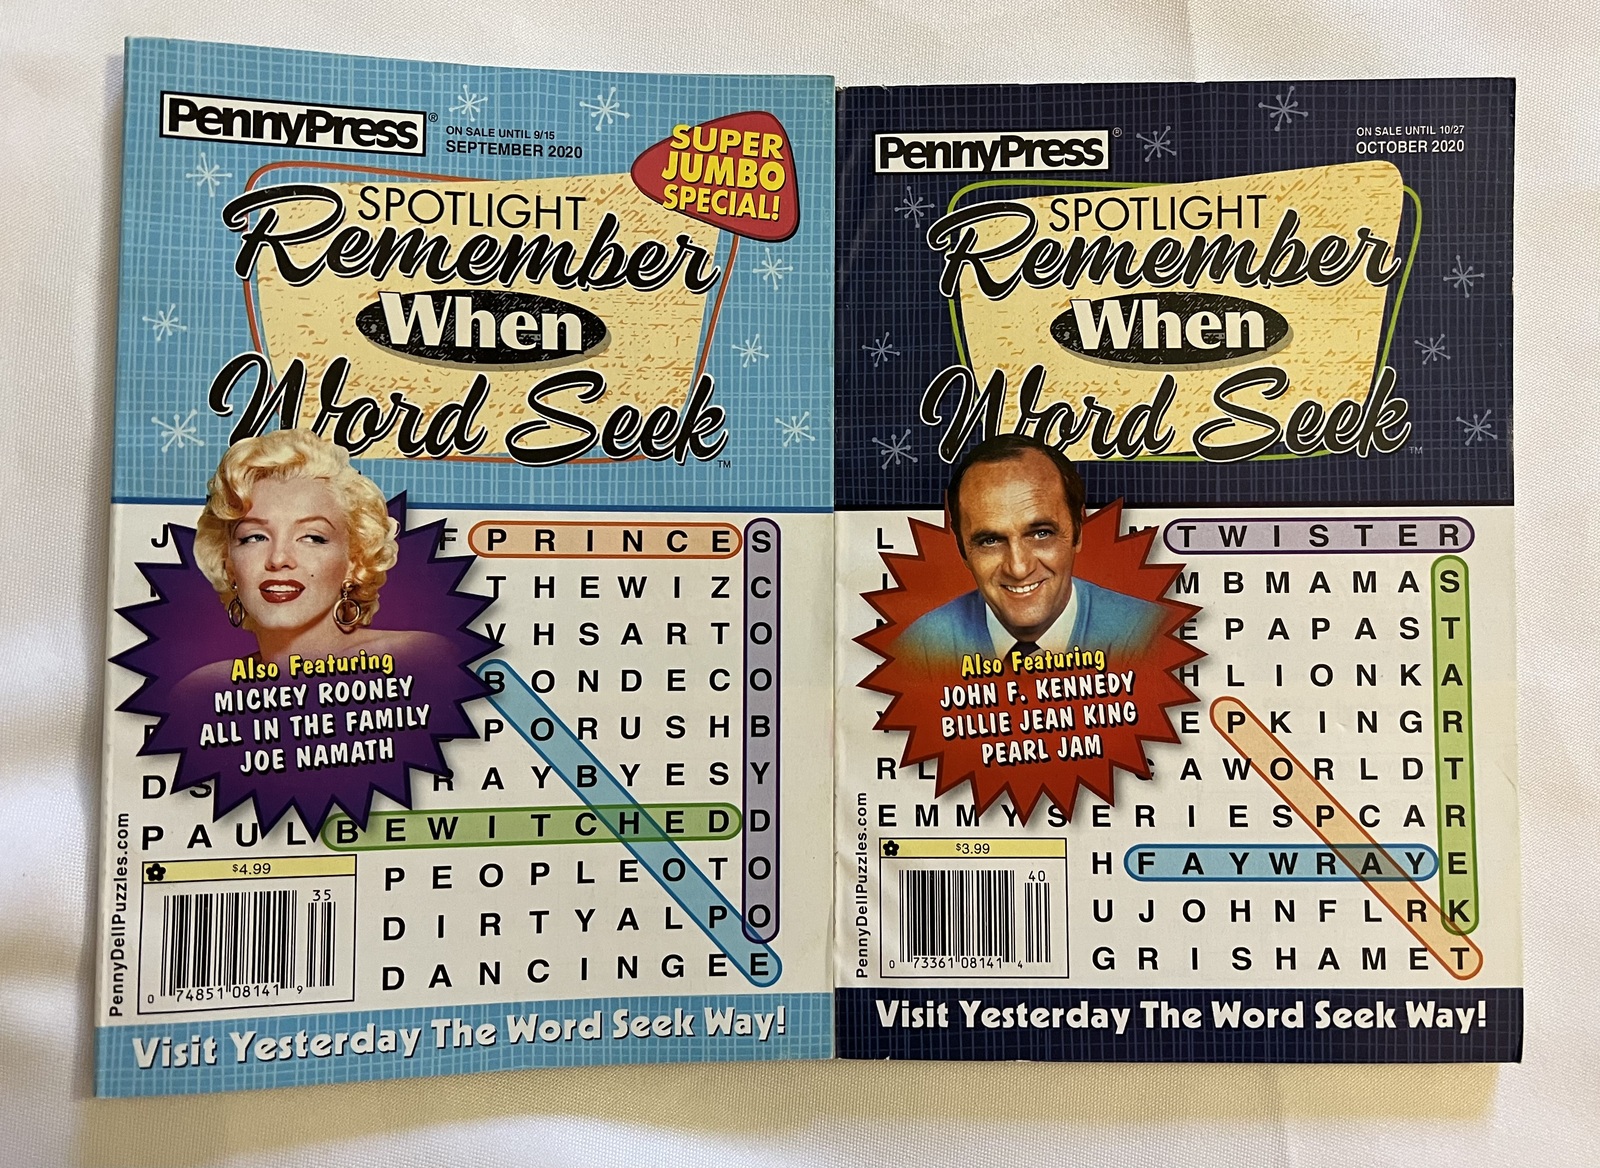 PennyPress®
ON SALE UNTIL 9/15
SEPTEMBER 2020
SUPER
JUMBO
SPECIAL!
SPOTLIGHT
Remember
When
Word Seek™
J F P R I N C E S
T H E W I Z C
V H S A R T O
B O N D E C O
P O R U S H B
D S R A Y B Y E S Y
P A U L B E W I T C H E D D
P E O P L E O T O
D I R T Y A L P O
D A N C I N G E E
Also Featuring
MICKEY ROONEY
ALL IN THE FAMILY
JOE NAMATH
PennyDellPuzzles.com
$4.99
35
0 74851 08141 9
Visit Yesterday The Word Seek Way!
PennyPress®
ON SALE UNTIL 10/27
OCTOBER 2020
SPOTLIGHT
Remember
When
Word Seek™
L M T W I S T E R
M B M A M A S
E P A P A S T
H L I O N K A
E P K I N G R
R L C A W O R L D T
E M M Y S E R I E S P C A R
H F A Y W R A Y E
U J O H N F L R K
G R I S H A M E T
Also Featuring
JOHN F. KENNEDY
BILLIE JEAN KING
PEARL JAM
PennyDellPuzzles.com
$3.99
40
0 73361 08141 4
Visit Yesterday The Word Seek Way!